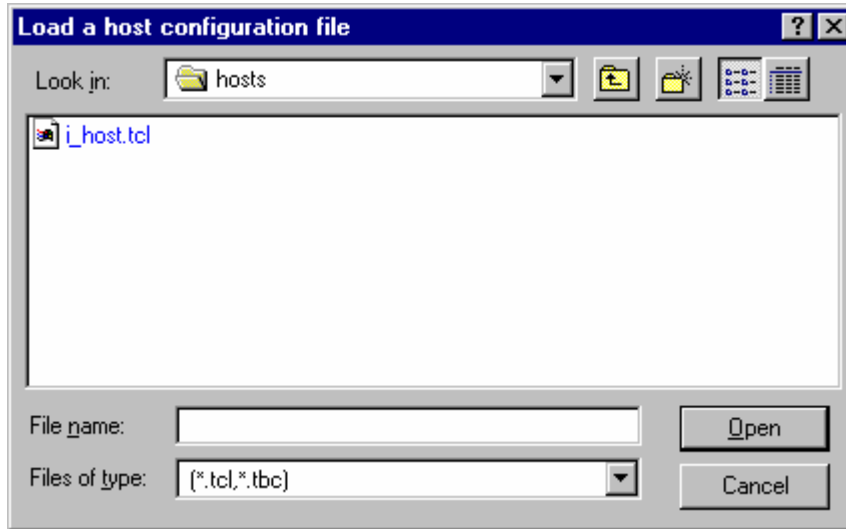 Load a host configuration file
Look in: hosts
i_host.tcl
File name: Open
Files of type: (*.tcl,*.tbc) Cancel